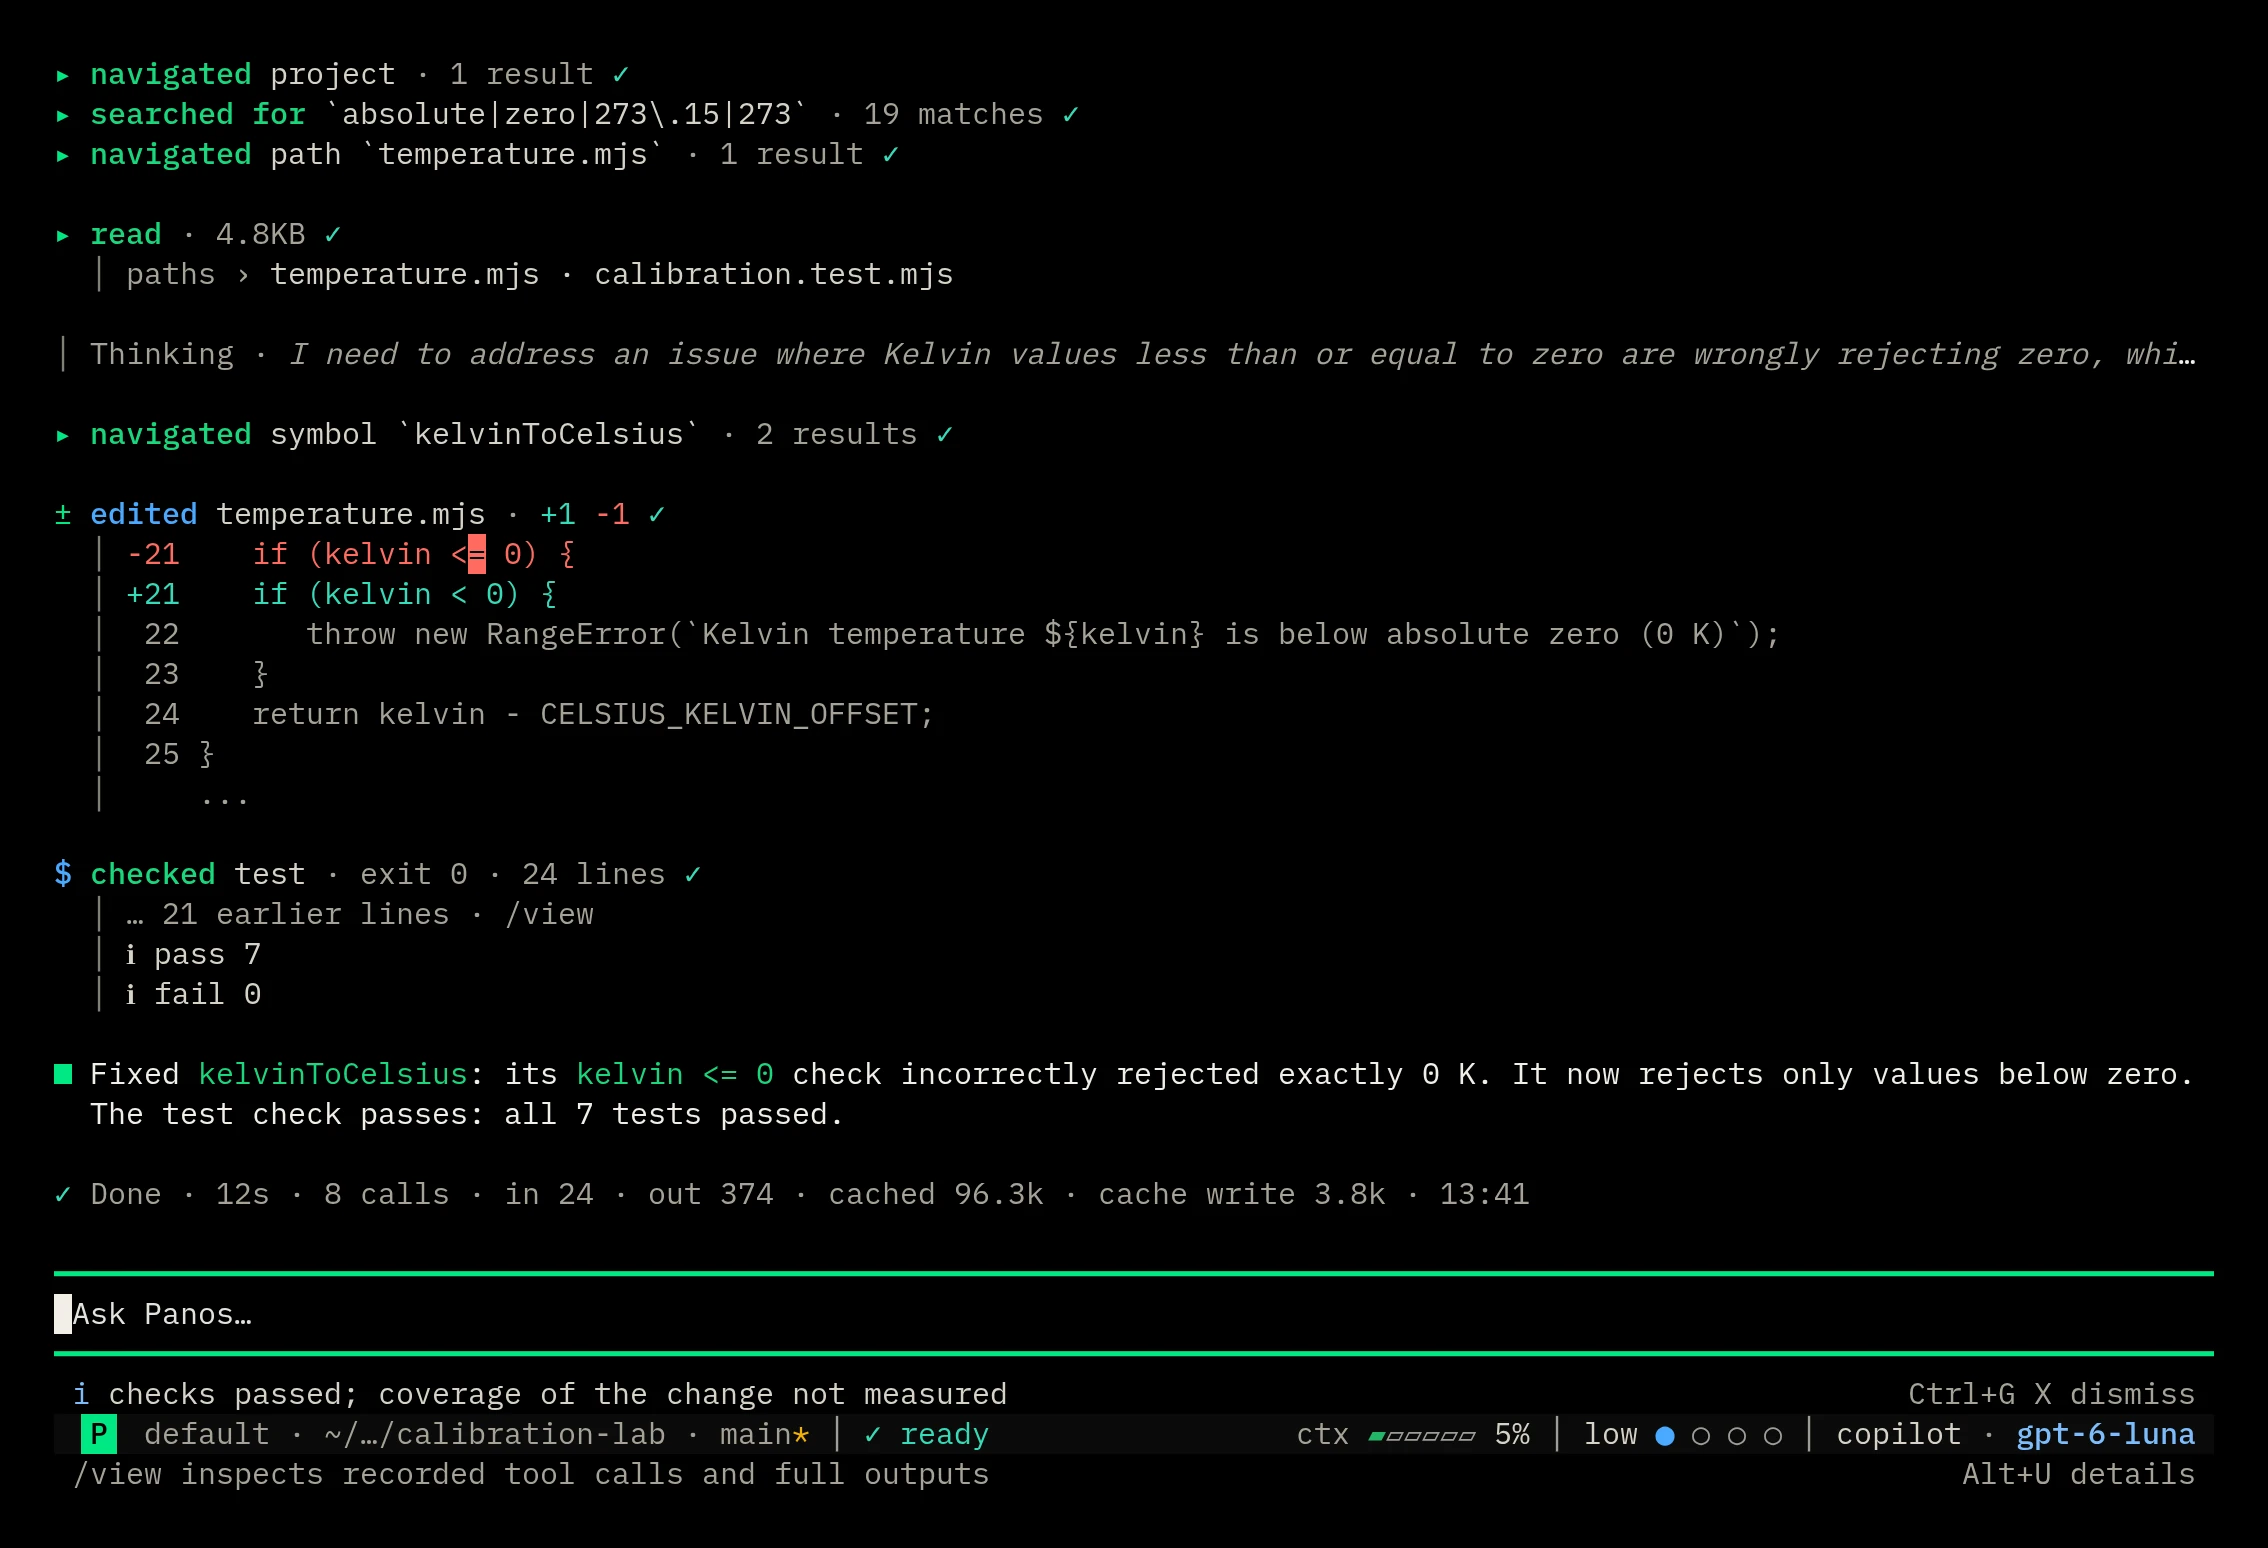 ▸ navigated project · 1 result ✓
▸ searched for `absolute|zero|273\.15|273` · 19 matches ✓
▸ navigated path `temperature.mjs` · 1 result ✓
▸ read · 4.8KB ✓
│ paths › temperature.mjs · calibration.test.mjs
│ Thinking · I need to address an issue where Kelvin values less than or equal to zero are wrongly rejecting zero, whi…
▸ navigated symbol `kelvinToCelsius` · 2 results ✓
± edited temperature.mjs · +1 -1 ✓
│ -21    if (kelvin <= 0) {
│ +21    if (kelvin < 0) {
│  22       throw new RangeError(`Kelvin temperature ${kelvin} is below absolute zero (0 K)`);
│  23    }
│  24    return kelvin - CELSIUS_KELVIN_OFFSET;
│  25 }
│     ...
$ checked test · exit 0 · 24 lines ✓
│ … 21 earlier lines · /view
│ ℹ pass 7
│ ℹ fail 0
■ Fixed kelvinToCelsius: its kelvin <= 0 check incorrectly rejected exactly 0 K. It now rejects only values below zero.
The test check passes: all 7 tests passed.
✓ Done · 12s · 8 calls · in 24 · out 374 · cached 96.3k · cache write 3.8k · 13:41
Ask Panos…
i checks passed; coverage of the change not measured Ctrl+G X dismiss
P default · ~/…/calibration-lab · main* │ ✓ ready ctx ▰▱▱▱▱▱ 5% │ low ● ○ ○ ○ │ copilot · gpt-6-luna
/view inspects recorded tool calls and full outputs Alt+U details